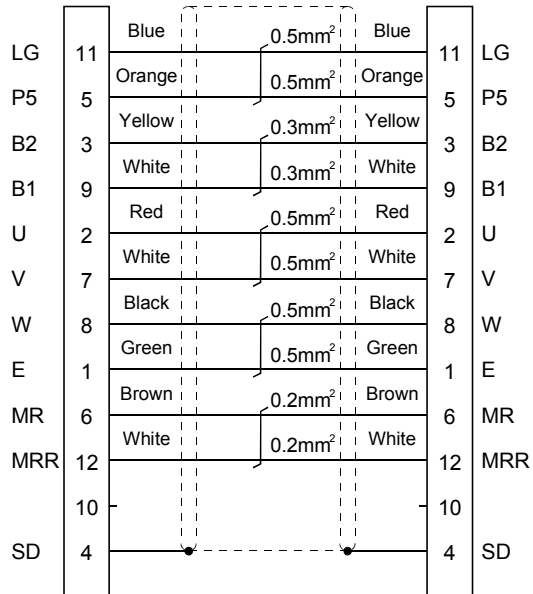 Blue 0.5mm² Blue
LG 11 11 LG
Orange 0.5mm² Orange
P5 5 5 P5
Yellow 0.3mm² Yellow
B2 3 3 B2
White 0.3mm² White
B1 9 9 B1
Red 0.5mm² Red
U 2 2 U
White 0.5mm² White
V 7 7 V
Black 0.5mm² Black
W 8 8 W
Green 0.5mm² Green
E 1 1 E
Brown 0.2mm² Brown
MR 6 6 MR
White 0.2mm² White
MRR 12 12 MRR
10 10
SD 4 4 SD